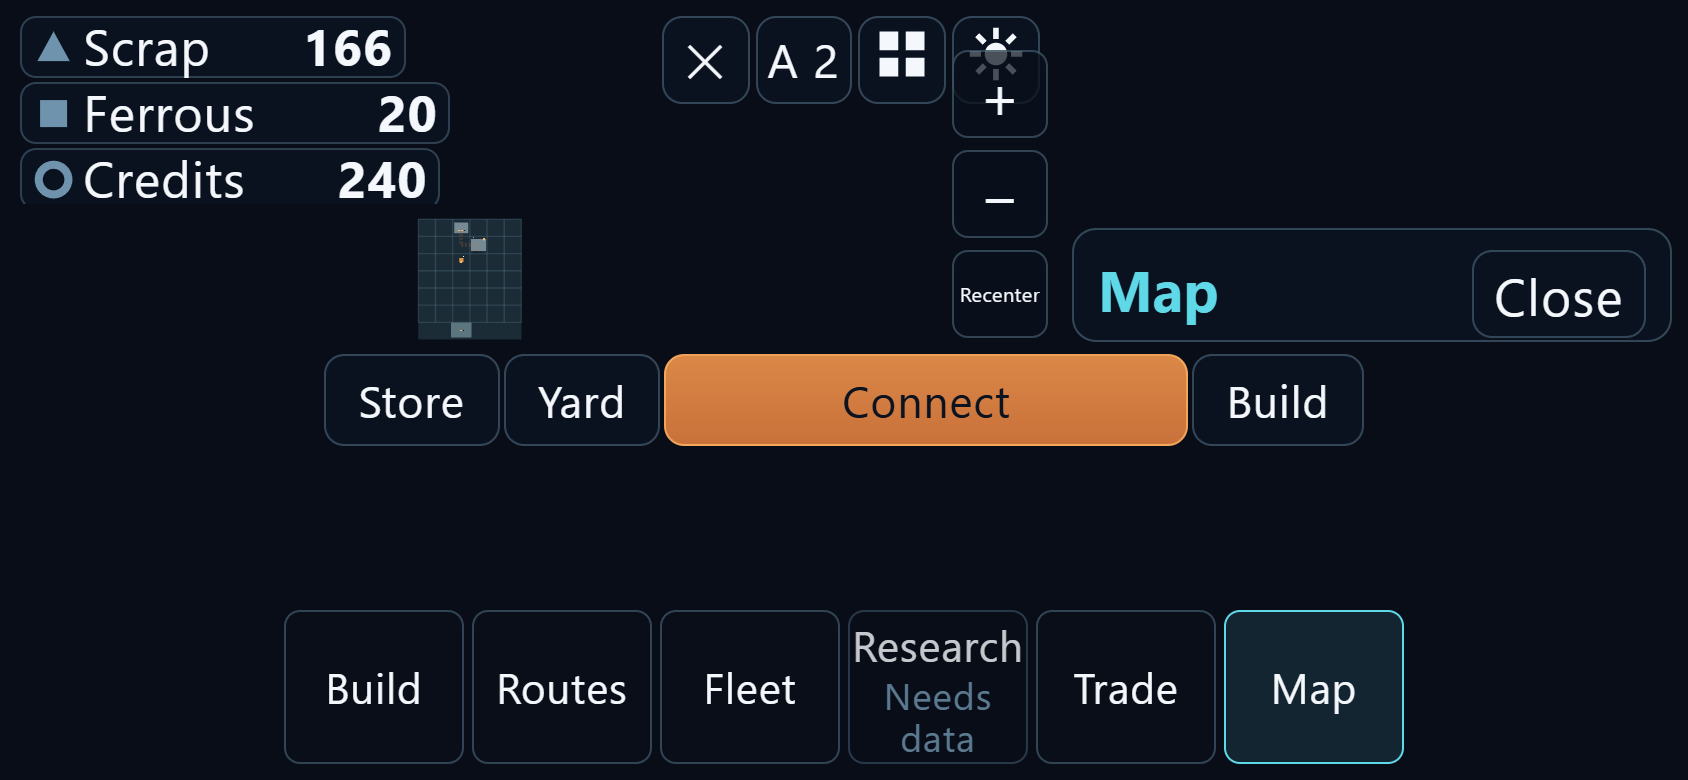 Scrap 166
Ferrous 20
Credits 240
A 2
+
−
Recenter
Map
Close
Store
Yard
Connect
Build
Build
Routes
Fleet
Research
Needs
data
Trade
Map